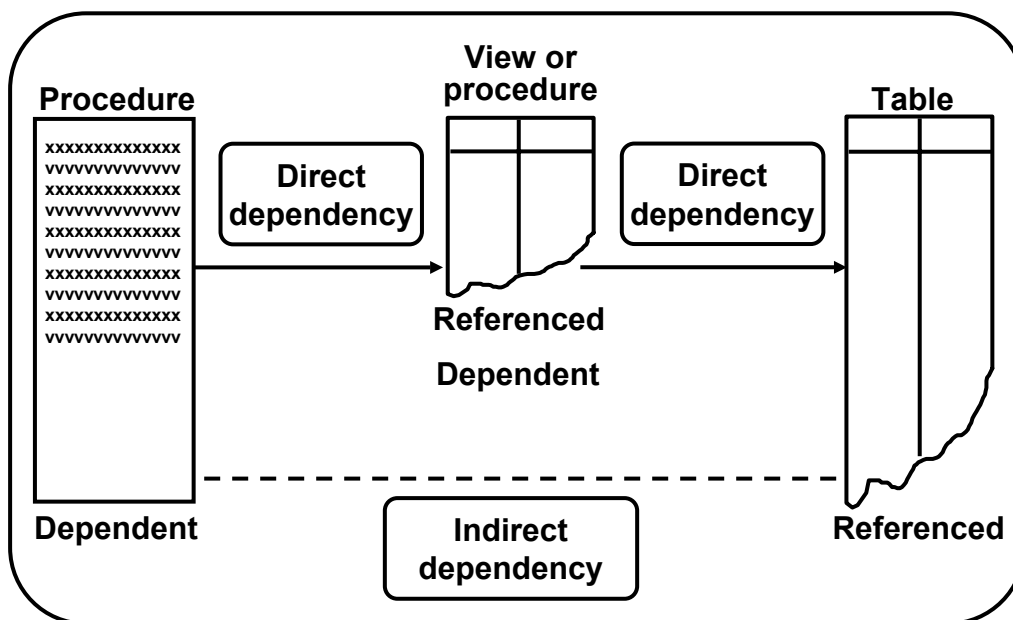 Procedure
xxxxxxxxxxxxxx
vvvvvvvvvvvvvv
xxxxxxxxxxxxxx
vvvvvvvvvvvvvv
xxxxxxxxxxxxxx
vvvvvvvvvvvvvv
xxxxxxxxxxxxxx
vvvvvvvvvvvvvv
xxxxxxxxxxxxxx
vvvvvvvvvvvvvv
Dependent
Direct
dependency
View or
procedure
Referenced
Dependent
Direct
dependency
Table
Referenced
Indirect
dependency